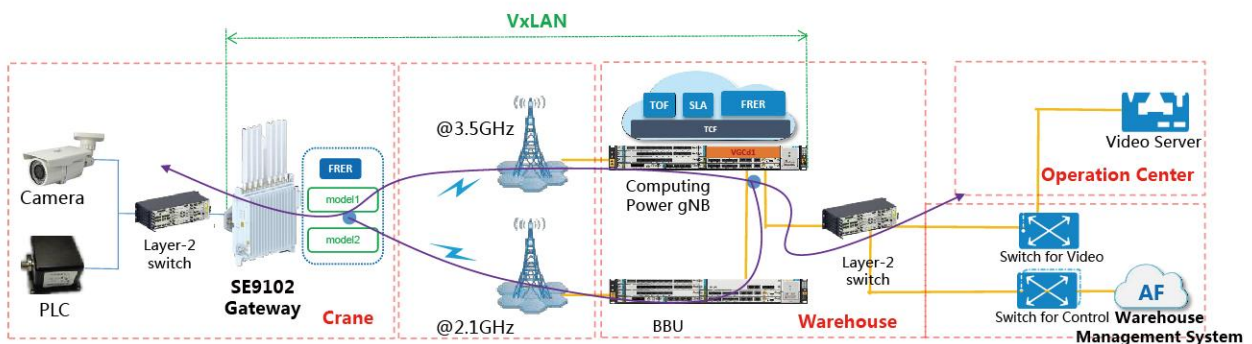 VxLAN
Camera
PLC
Layer-2
switch
SE9102
Gateway
FRER
model1
model2
Crane
@3.5GHz
@2.1GHz
TOF
SLA
FRER
TCF
VGCd1
Computing
Power gNB
BBU
Layer-2
switch
Warehouse
Video Server
Operation Center
Switch for Video
Switch for Control
AF
Warehouse
Management System